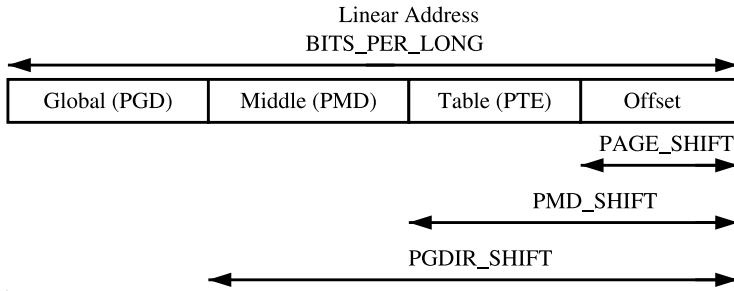 Linear Address
BITS_PER_LONG
Global (PGD) Middle (PMD) Table (PTE) Offset
PAGE_SHIFT
PMD_SHIFT
PGDIR_SHIFT